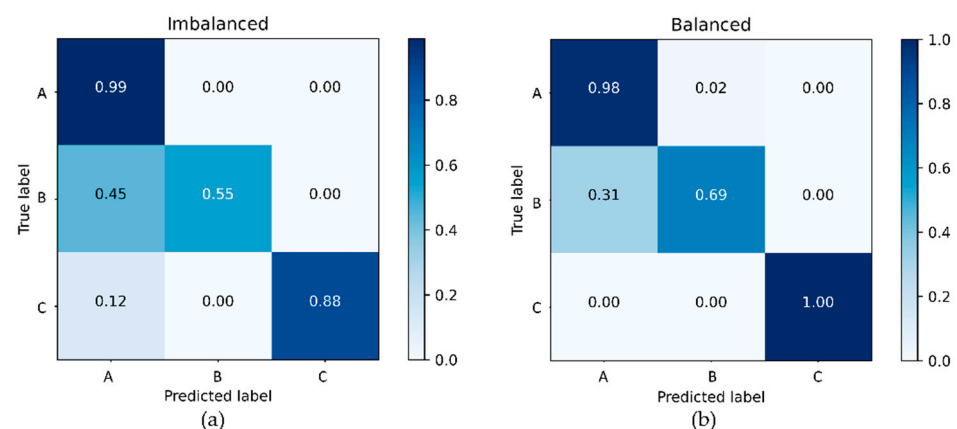 Imbalanced
A 0.99 0.00 0.00
B 0.45 0.55 0.00
C 0.12 0.00 0.88
A B C
True label
Predicted label
0.8
0.6
0.4
0.2
0.0
(a)
Balanced
A 0.98 0.02 0.00
B 0.31 0.69 0.00
C 0.00 0.00 1.00
A B C
True label
Predicted label
1.0
0.8
0.6
0.4
0.2
0.0
(b)